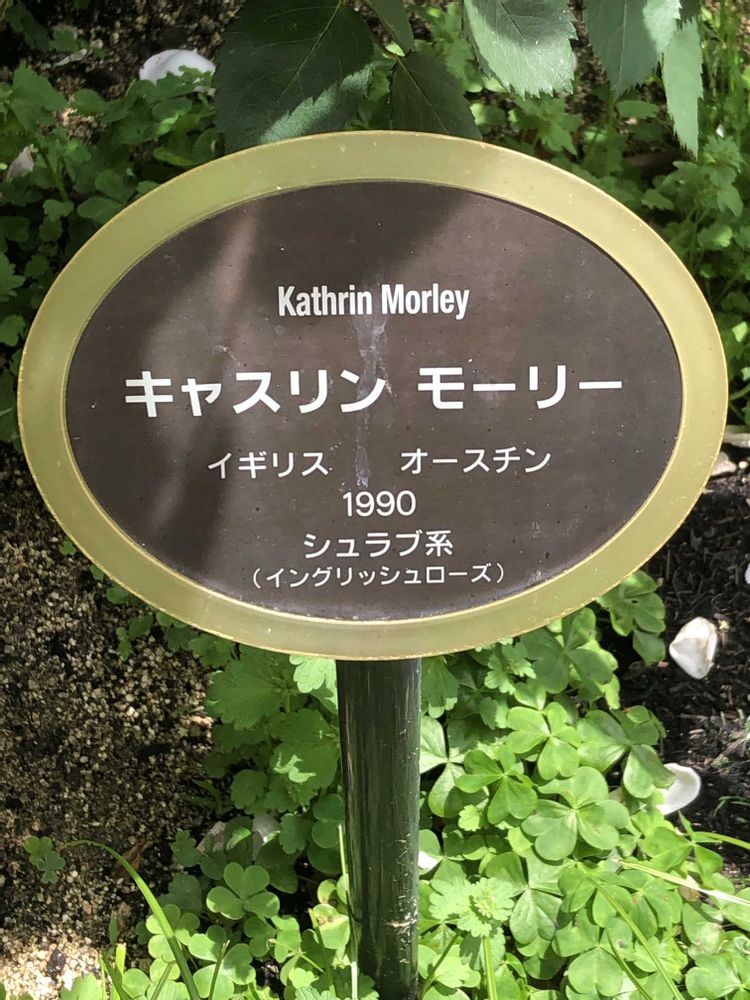 Kathrin Morley
キャスリン モーリー
イギリス　オースチン
1990
シュラブ系
（イングリッシュローズ）